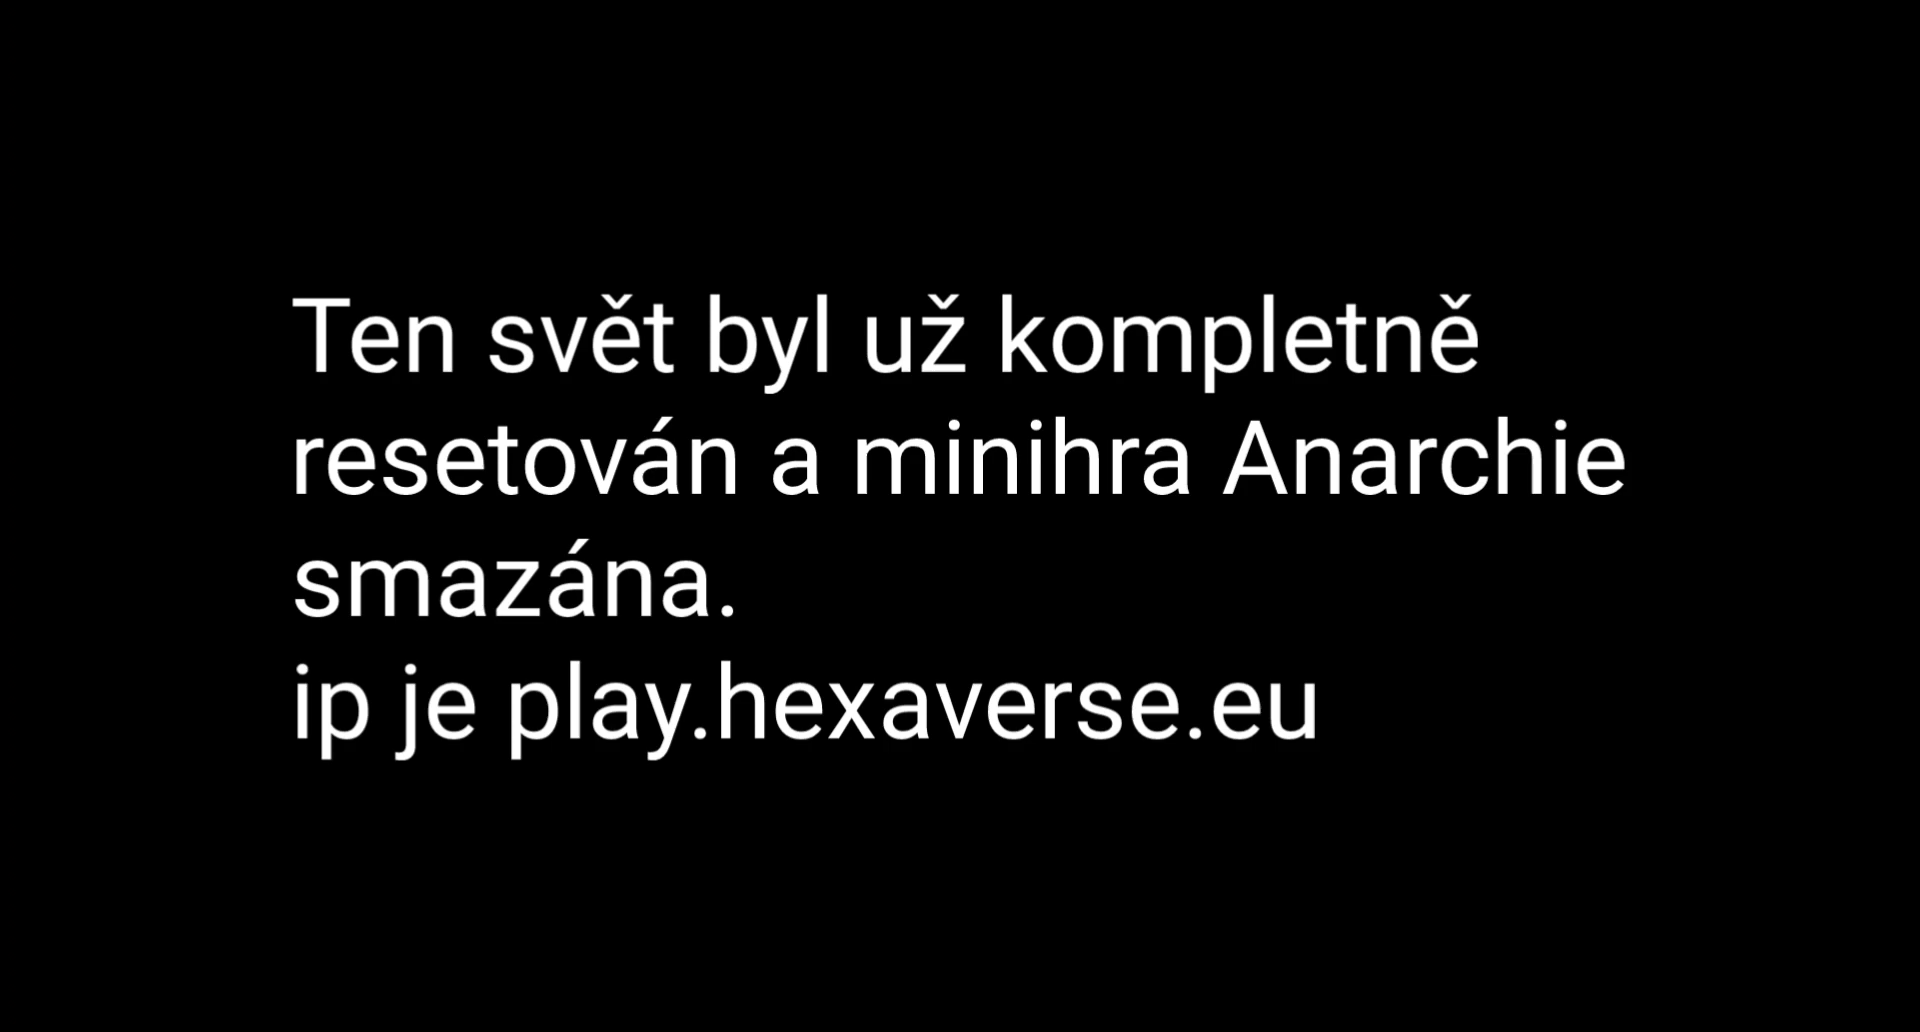 Ten svět byl už kompletně
resetován a minihra Anarchie
smazána.
ip je play.hexaverse.eu